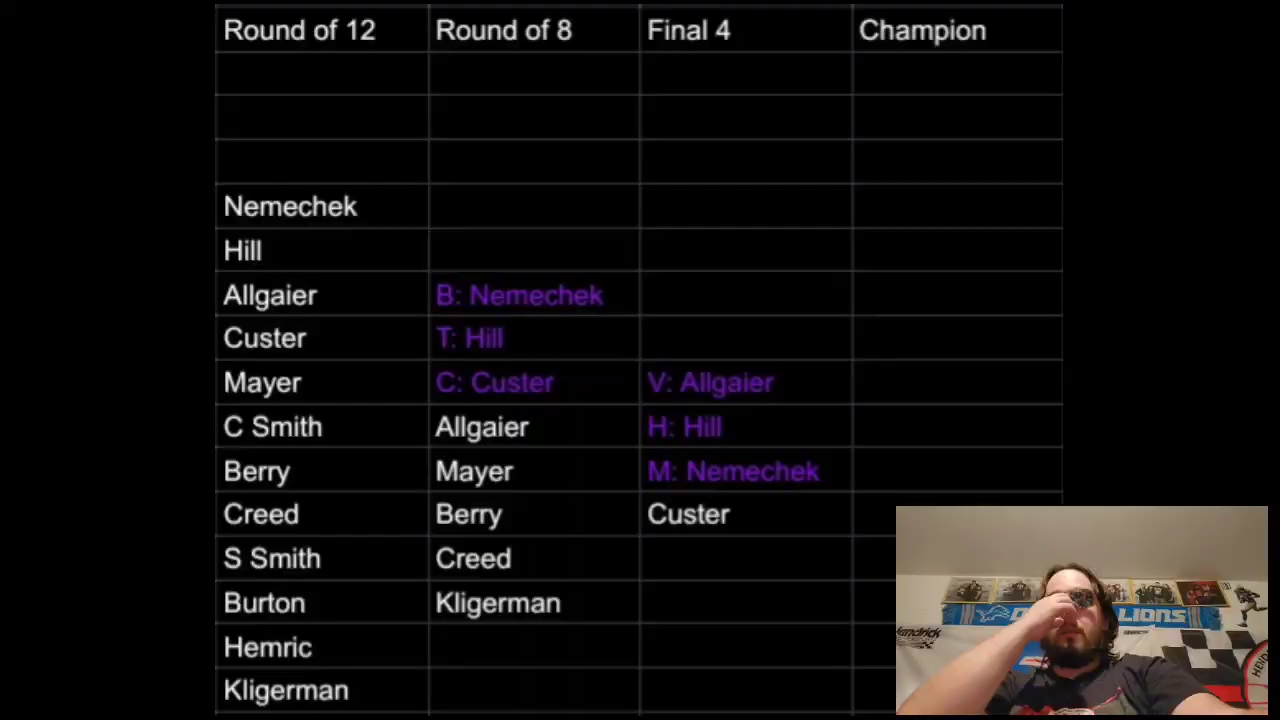 Round of 12 Round of 8 Final 4 Champion
Nemechek
Hill
Allgaier B: Nemechek
Custer T: Hill
Mayer C: Custer V: Allgaier
C Smith Allgaier H: Hill
Berry Mayer M: Nemechek
Creed Berry Custer
S Smith Creed
Burton Kligerman
Hemric
Kligerman
LIONS
Hendrick